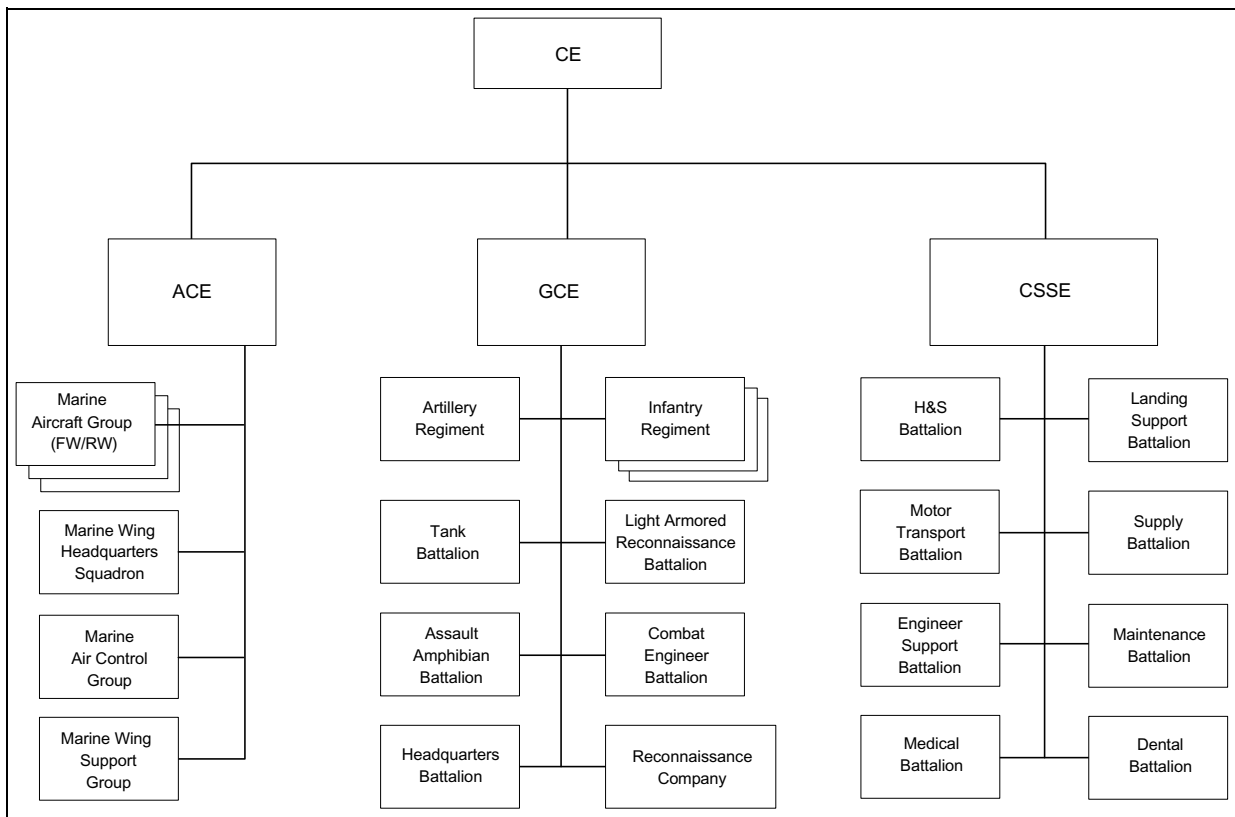 CE
ACE
GCE
CSSE
Marine
Aircraft Group
(FW/RW)
Marine Wing
Headquarters
Squadron
Marine
Air Control
Group
Marine Wing
Support
Group
Artillery
Regiment
Infantry
Regiment
Tank
Battalion
Light Armored
Reconnaissance
Battalion
Assault
Amphibian
Battalion
Combat
Engineer
Battalion
Headquarters
Battalion
Reconnaissance
Company
H&S
Battalion
Landing
Support
Battalion
Motor
Transport
Battalion
Supply
Battalion
Engineer
Support
Battalion
Maintenance
Battalion
Medical
Battalion
Dental
Battalion